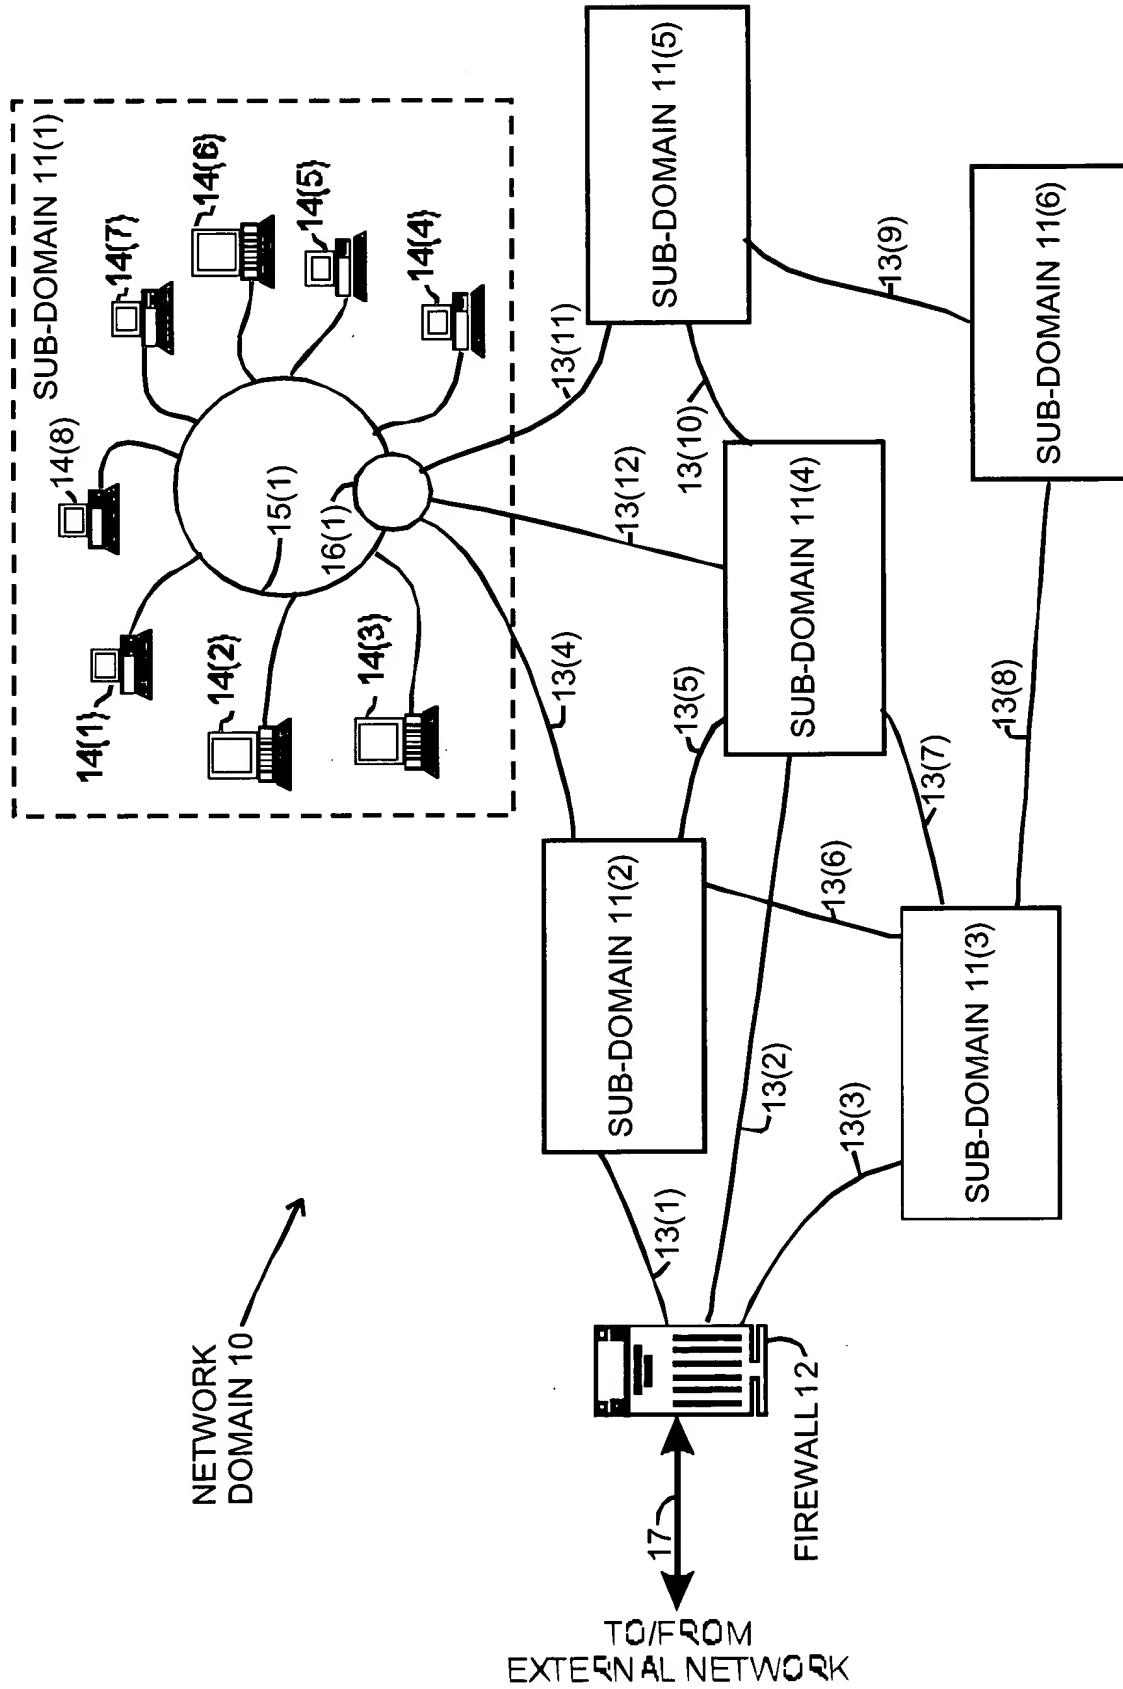 NETWORK
DOMAIN 10
SUB-DOMAIN 11(1)
14(1)
14(8)
14(7)
14(6)
14(5)
14(4)
14(2)
14(3)
15(1)
16(1)
13(4)
13(12)
13(11)
SUB-DOMAIN 11(5)
SUB-DOMAIN 11(2)
13(5)
13(10)
SUB-DOMAIN 11(4)
13(9)
13(1)
13(6)
13(2)
13(7)
13(8)
SUB-DOMAIN 11(6)
13(3)
SUB-DOMAIN 11(3)
17
FIREWALL 12
TO/FROM
EXTERNAL NETWORK